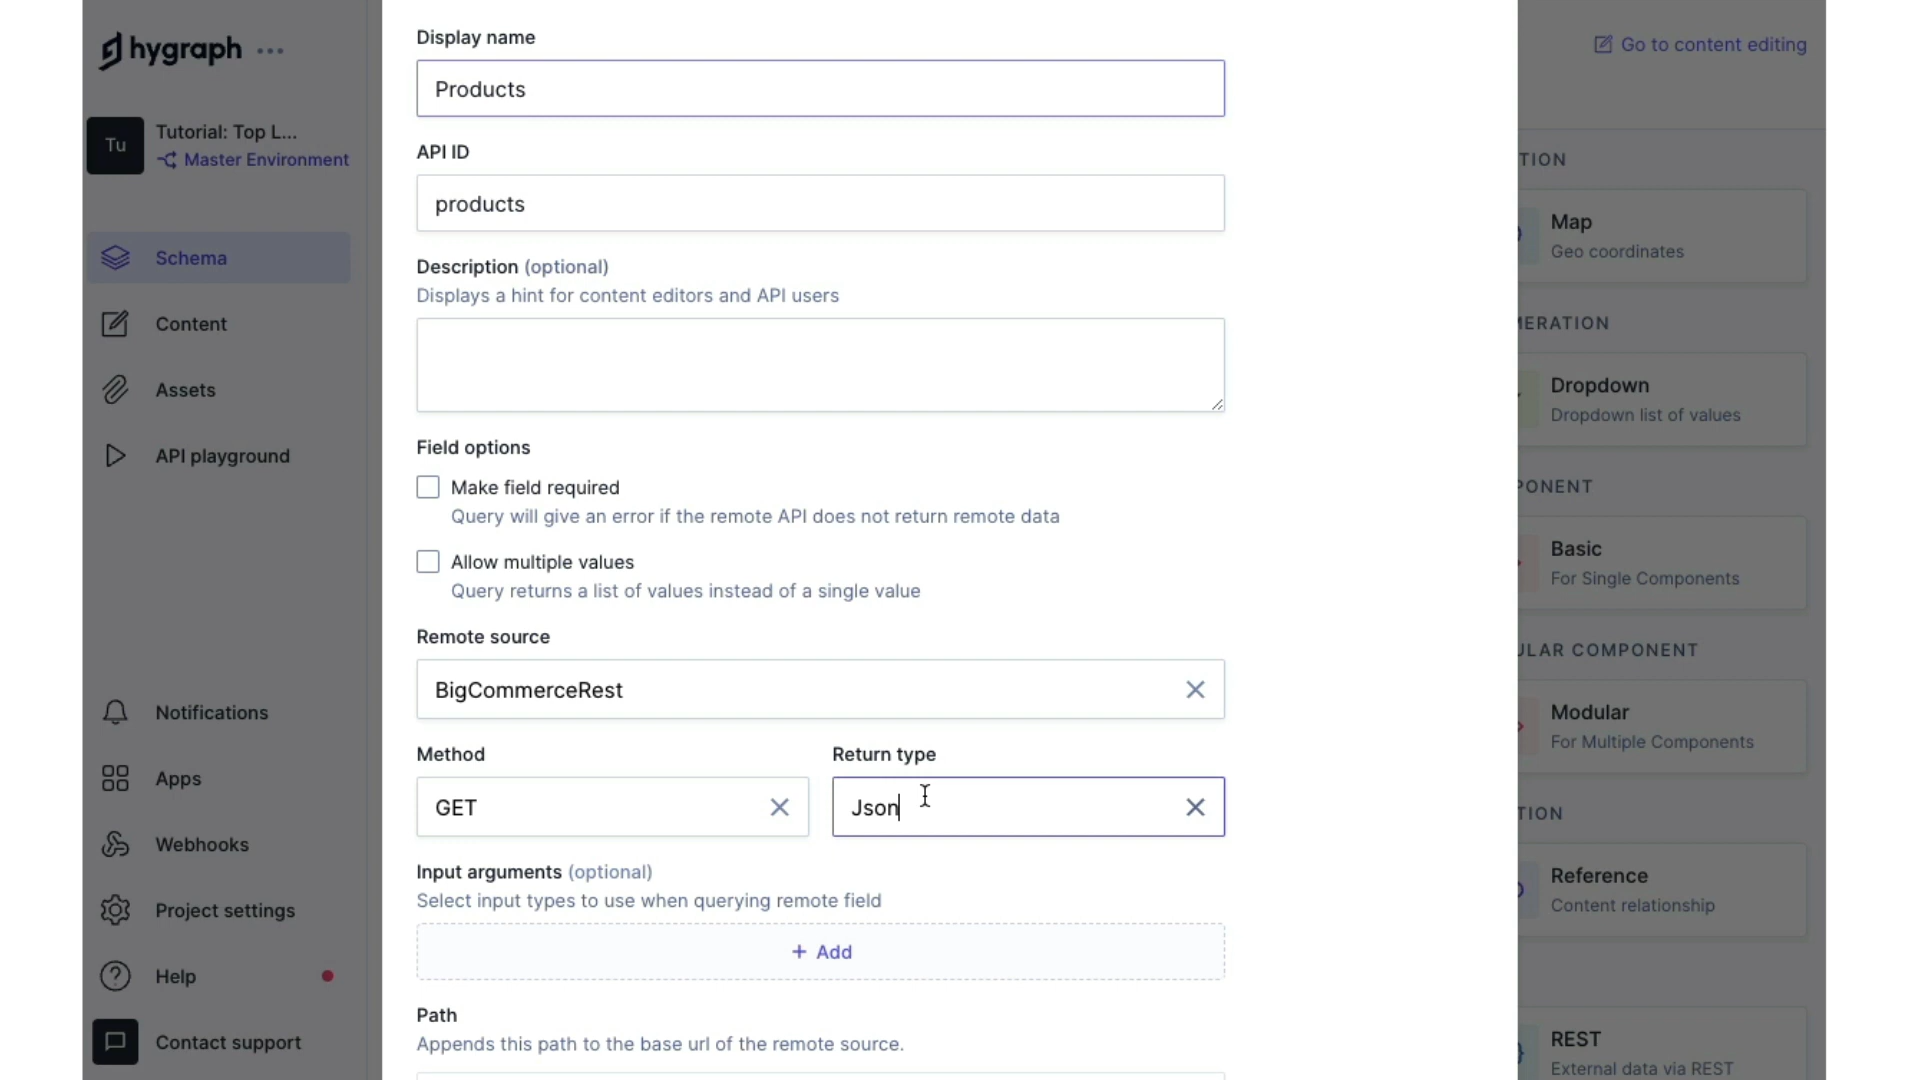 hygraph
Tu
Tutorial: Top L...
Master Environment
Schema
Content
Assets
API playground
Notifications
Apps
Webhooks
Project settings
Help
Contact support
Display name
Products
API ID
products
Description (optional)
Displays a hint for content editors and API users
Field options
Make field required
Query will give an error if the remote API does not return remote data
Allow multiple values
Query returns a list of values instead of a single value
Remote source
BigCommerceRest
Method
Return type
GET
Json
Input arguments (optional)
Select input types to use when querying remote field
+ Add
Path
Appends this path to the base url of the remote source.
Go to content editing
TION
Map
Geo coordinates
MERATION
Dropdown
Dropdown list of values
PONENT
Basic
For Single Components
ULAR COMPONENT
Modular
For Multiple Components
TION
Reference
Content relationship
REST
External data via REST